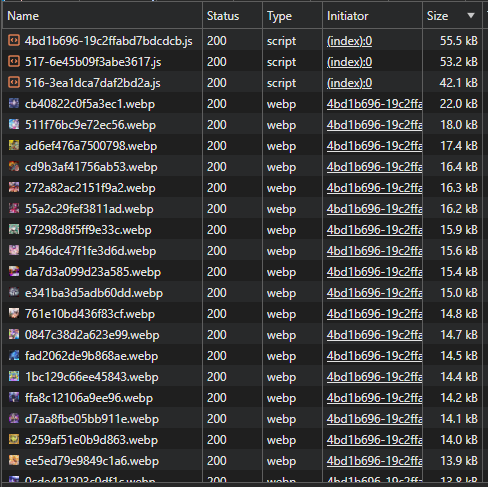 Name Status Type Initiator Size
4bd1b696-19c2ffabd7bdcdcb.js 200 script (index):0 55.5 kB
517-6e45b09f3abe3617.js 200 script (index):0 53.2 kB
516-3ea1dca7daf2bd2a.js 200 script (index):0 42.1 kB
cb40822c0f5a3ec1.webp 200 webp 4bd1b696-19c2ffa 22.0 kB
511f76bc9e72ec56.webp 200 webp 4bd1b696-19c2ffa 18.0 kB
ad6ef476a7500798.webp 200 webp 4bd1b696-19c2ffa 17.4 kB
cd9b3af41756ab53.webp 200 webp 4bd1b696-19c2ffa 16.4 kB
272a82ac2151f9a2.webp 200 webp 4bd1b696-19c2ffa 16.3 kB
55a2c29fef3811ad.webp 200 webp 4bd1b696-19c2ffa 16.2 kB
97298d8f5ff9e33c.webp 200 webp 4bd1b696-19c2ffa 15.9 kB
2b46dc47f1fe3d6d.webp 200 webp 4bd1b696-19c2ffa 15.6 kB
da7d3a099d23a585.webp 200 webp 4bd1b696-19c2ffa 15.4 kB
e341ba3d5adb60dd.webp 200 webp 4bd1b696-19c2ffa 15.0 kB
761e10bd436f83cf.webp 200 webp 4bd1b696-19c2ffa 14.8 kB
0847c38d2a623e99.webp 200 webp 4bd1b696-19c2ffa 14.7 kB
fad2062de9b868ae.webp 200 webp 4bd1b696-19c2ffa 14.5 kB
1bc129c66ee45843.webp 200 webp 4bd1b696-19c2ffa 14.4 kB
ffa8c12106a9ee96.webp 200 webp 4bd1b696-19c2ffa 14.2 kB
d7aa8fbe05bb911e.webp 200 webp 4bd1b696-19c2ffa 14.1 kB
a259af51e0b9d863.webp 200 webp 4bd1b696-19c2ffa 14.0 kB
ee5ed79e9849c1a6.webp 200 webp 4bd1b696-19c2ffa 13.9 kB
200 webp 4bd1b696-19c2ffa 13.8 kB